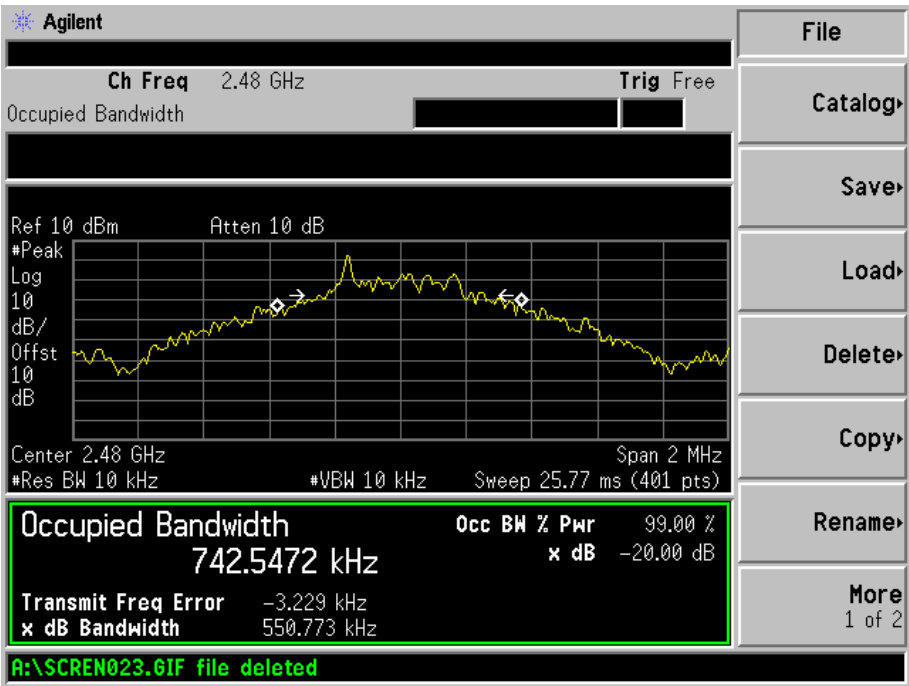 Agilent
Ch Freq 2.48 GHz Trig Free
Occupied Bandwidth
Ref 10 dBm Atten 10 dB
#Peak
Log
10
dB/
Offst
10
dB
Center 2.48 GHz Span 2 MHz
#Res BW 10 kHz #VBW 10 kHz Sweep 25.77 ms (401 pts)
Occupied Bandwidth Occ BW % Pwr 99.00 %
742.5472 kHz x dB -20.00 dB
Transmit Freq Error -3.229 kHz
x dB Bandwidth 550.773 kHz
A:\SCREN023.GIF file deleted
File
Catalog
Save
Load
Delete
Copy
Rename
More
1 of 2